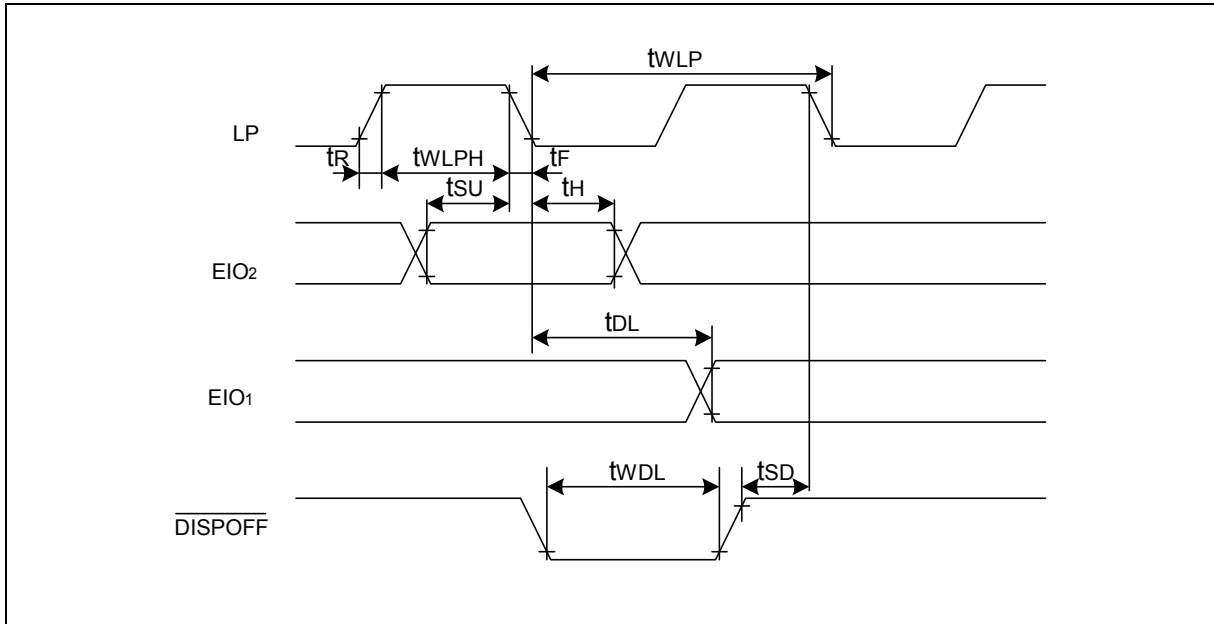 tWLP
LP
tR tWLPH tF
tSU tH
EIO2
tDL
EIO1
tWDL tSD
DISPOFF